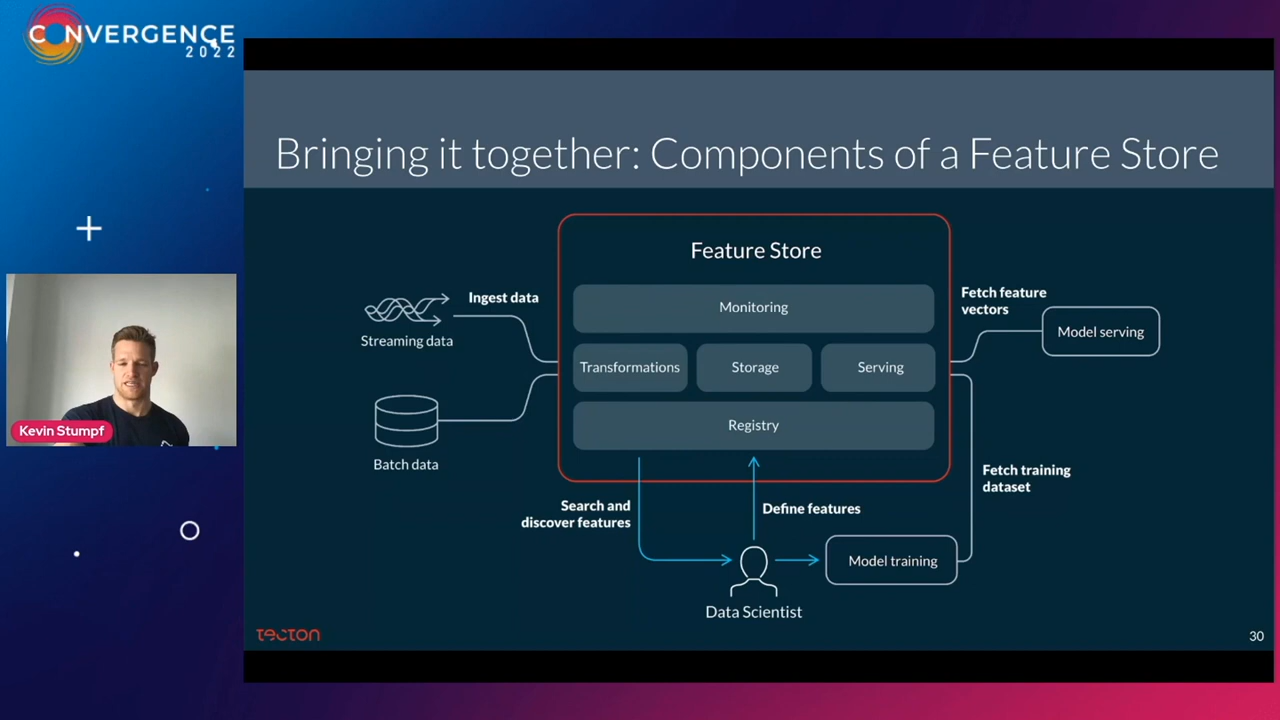 CONVERGENCE
2022
Bringing it together: Components of a Feature Store
Feature Store
Monitoring
Transformations
Storage
Serving
Registry
Ingest data
Streaming data
Batch data
Fetch feature
vectors
Model serving
Fetch training
dataset
Search and
discover features
Define features
Model training
Data Scientist
Kevin Stumpf
tecton
30